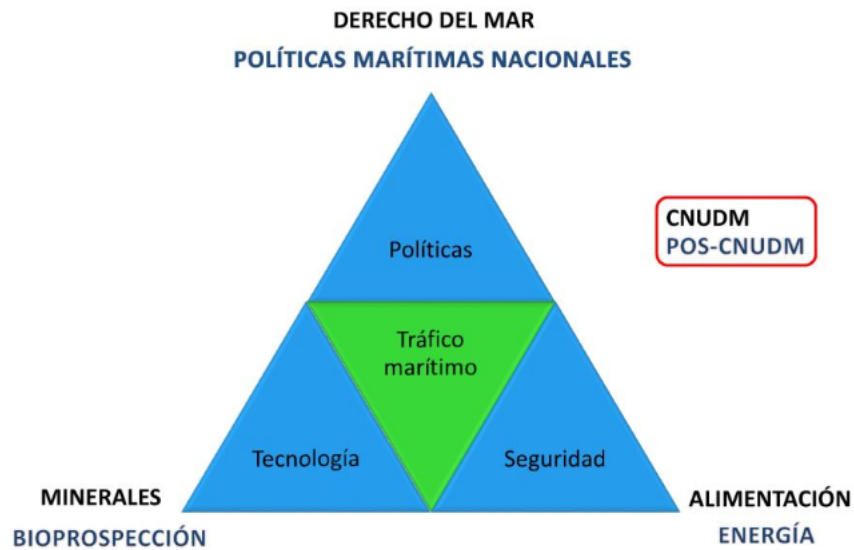 DERECHO DEL MAR
POLÍTICAS MARÍTIMAS NACIONALES
CNUDM
POS-CNUDM
Políticas
Tráfico
marítimo
Tecnología
Seguridad
MINERALES
BIOPROSPECCIÓN
ALIMENTACIÓN
ENERGÍA